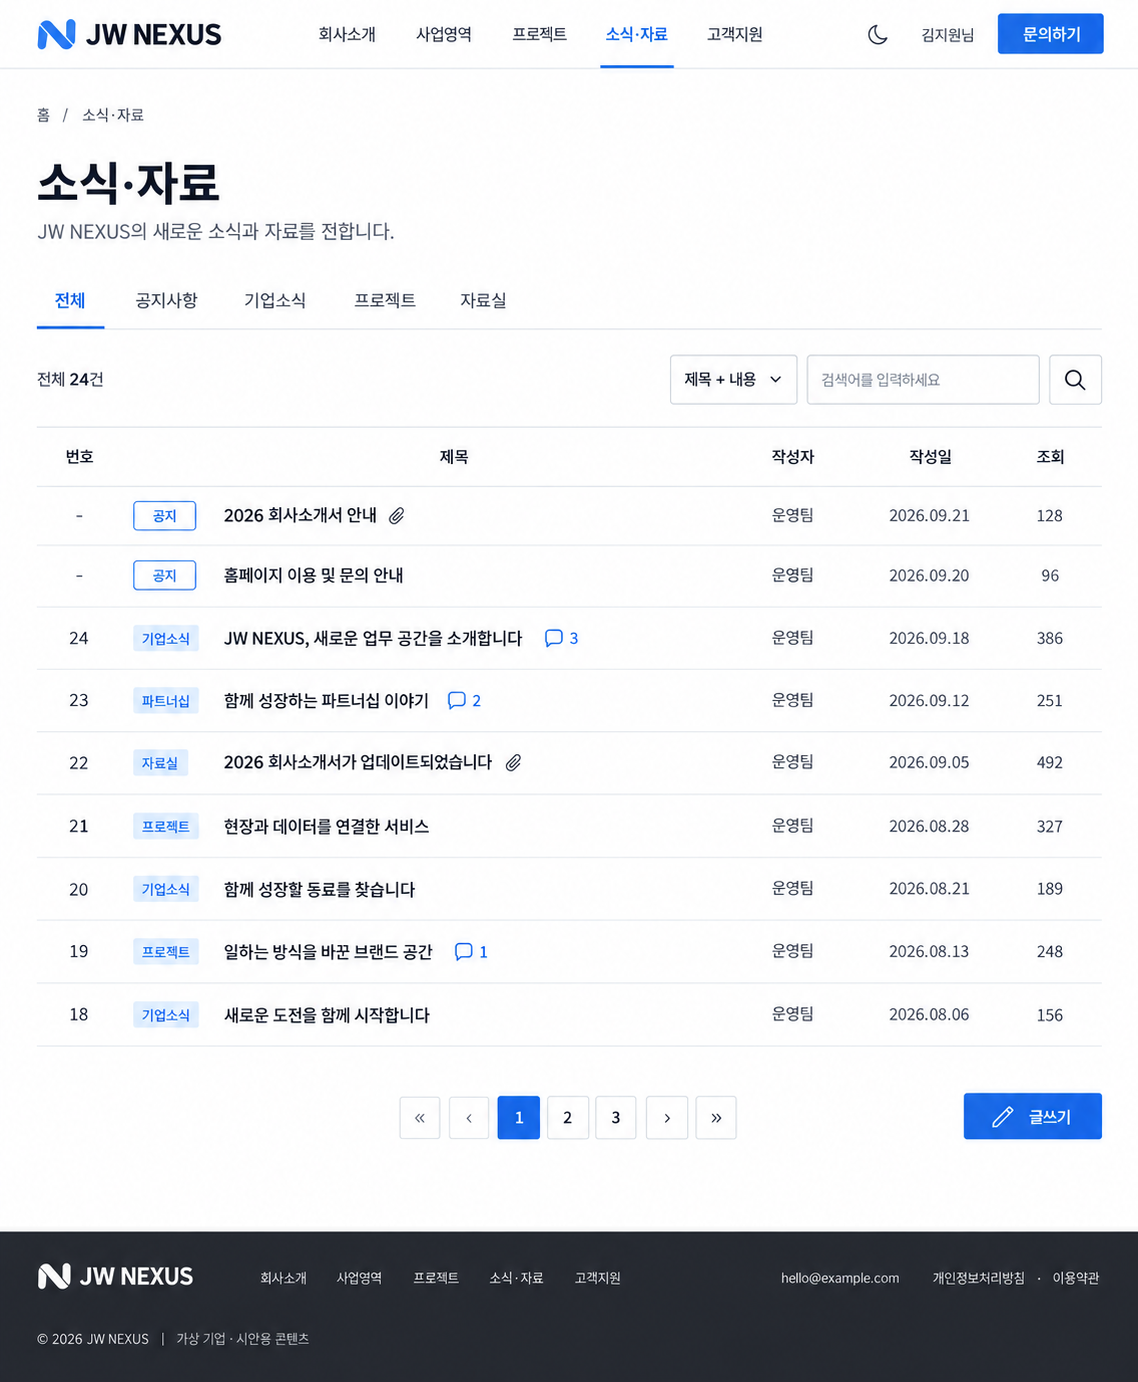 JW NEXUS 회사소개 사업영역 프로젝트 소식·자료 고객지원 김지원님 문의하기
홈 / 소식·자료
소식·자료
JW NEXUS의 새로운 소식과 자료를 전합니다.
전체 공지사항 기업소식 프로젝트 자료실
전체 24건 제목 + 내용 검색어를 입력하세요
번호 제목 작성자 작성일 조회
- 공지 2026 회사소개서 안내 운영팀 2026.09.21 128
- 공지 홈페이지 이용 및 문의 안내 운영팀 2026.09.20 96
24 기업소식 JW NEXUS, 새로운 업무 공간을 소개합니다 3 운영팀 2026.09.18 386
23 파트너십 함께 성장하는 파트너십 이야기 2 운영팀 2026.09.12 251
22 자료실 2026 회사소개서가 업데이트되었습니다 운영팀 2026.09.05 492
21 프로젝트 현장과 데이터를 연결한 서비스 운영팀 2026.08.28 327
20 기업소식 함께 성장할 동료를 찾습니다 운영팀 2026.08.21 189
19 프로젝트 일하는 방식을 바꾼 브랜드 공간 1 운영팀 2026.08.13 248
18 기업소식 새로운 도전을 함께 시작합니다 운영팀 2026.08.06 156
« ‹ 1 2 3 › » 글쓰기
JW NEXUS 회사소개 사업영역 프로젝트 소식·자료 고객지원 hello@example.com 개인정보처리방침 · 이용약관
© 2026 JW NEXUS | 가상 기업 · 시안용 콘텐츠